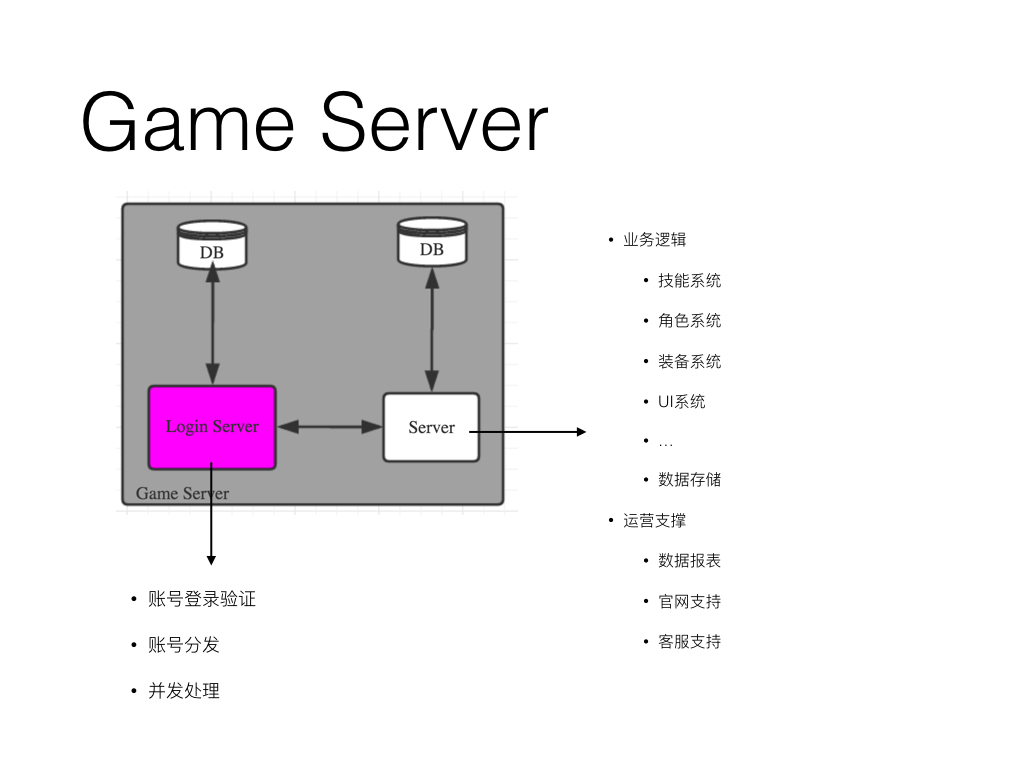 Game Server
DB
DB
Login Server
Server
Game Server
• 账号登录验证
• 账号分发
• 并发处理
• 业务逻辑
• 技能系统
• 角色系统
• 装备系统
• UI系统
• …
• 数据存储
• 运营支撑
• 数据报表
• 官网支持
• 客服支持